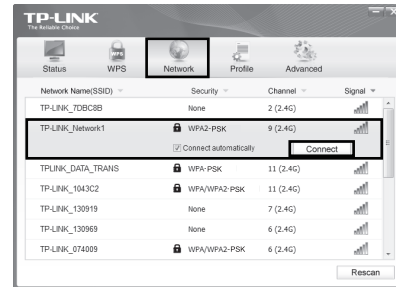 TP-LINK
The Reliable Choice
WPS
Status WPS Network Profile Advanced
Network Name(SSID) Security Channel Signal
TP-LINK_7DBC8B None 2 (2.4G)
TP-LINK_Network1 WPA2-PSK 9 (2.4G)
Connect automatically Connect
TPLINK_DATA_TRANS WPA-PSK 11 (2.4G)
TP-LINK_1043C2 WPA/WPA2-PSK 11 (2.4G)
TP-LINK_130919 None 7 (2.4G)
TP-LINK_130969 None 6 (2.4G)
TP-LINK_074009 WPA/WPA2-PSK 6 (2.4G)
Rescan